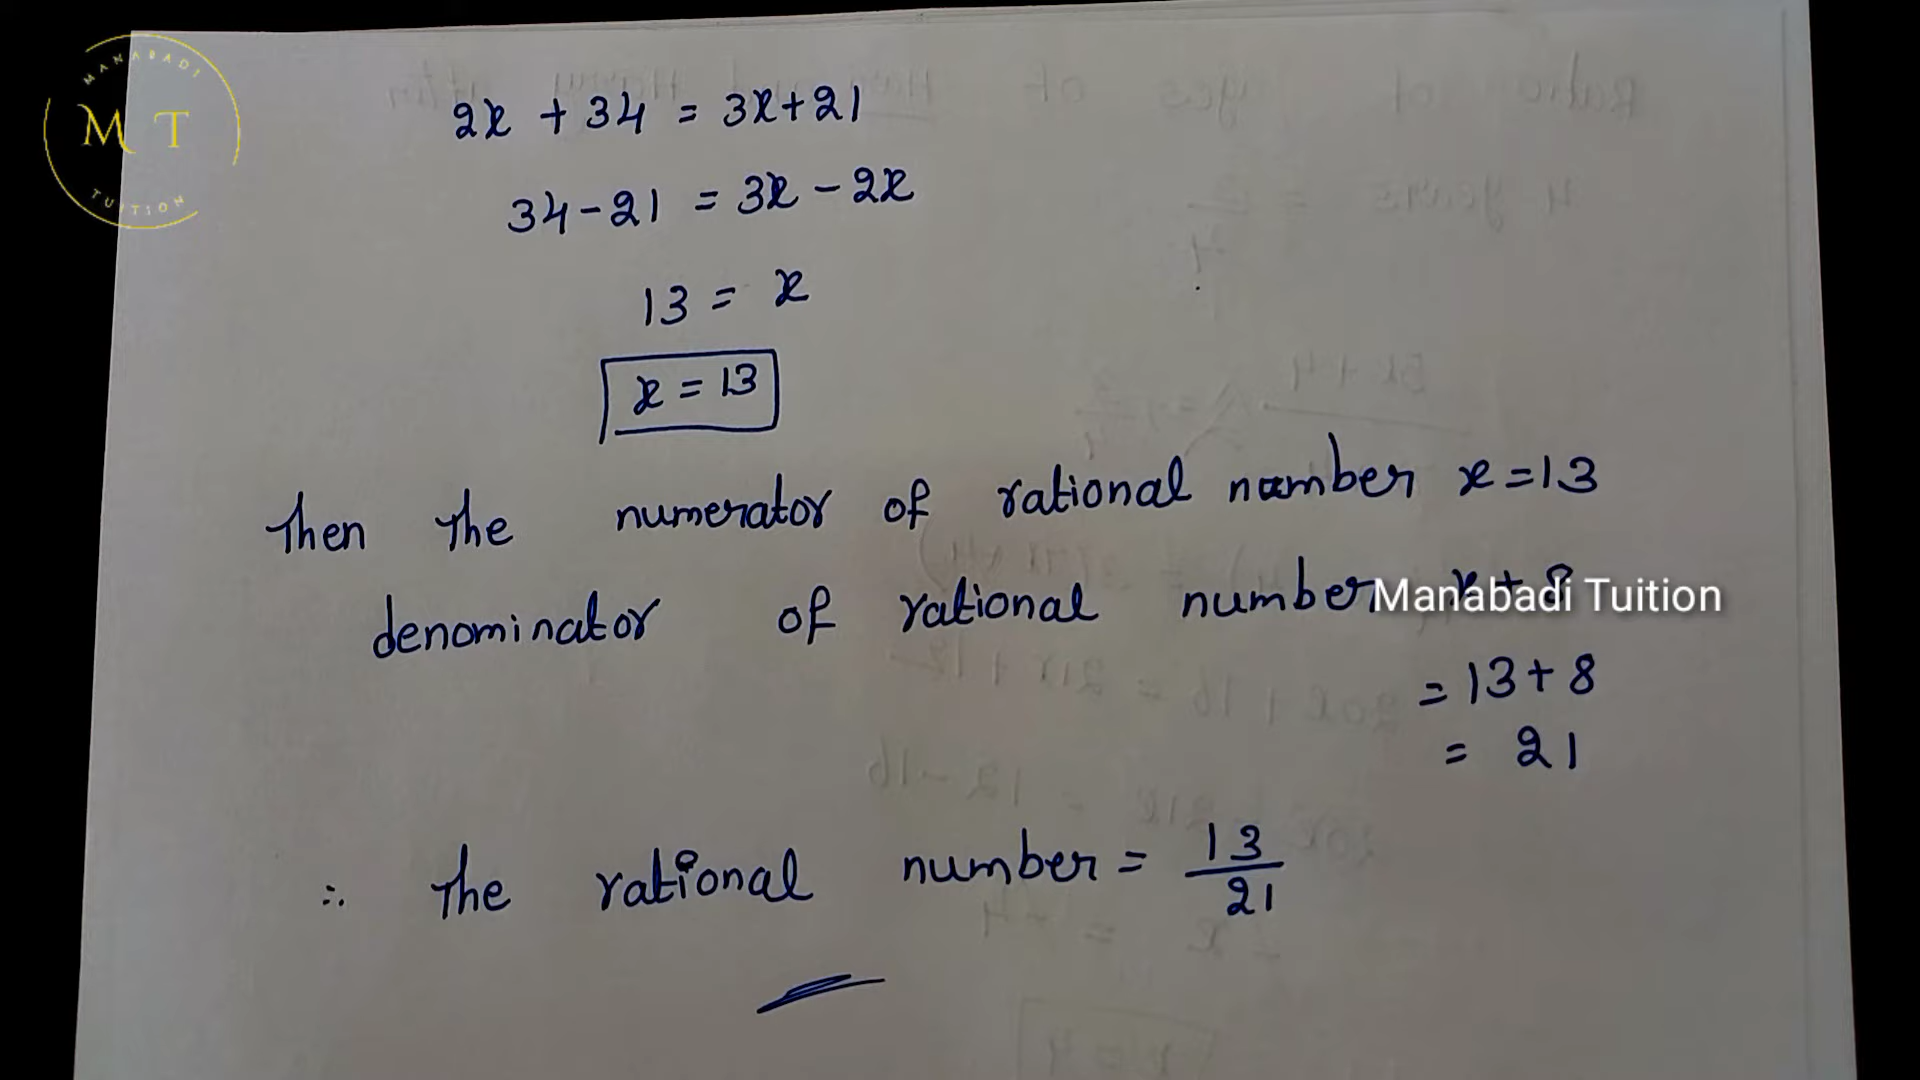 MANABADI
M T
TUITION
2x + 34 = 3x+21
34-21 = 3x - 2x
13 = x
x = 13
Then the numerator of rational number x=13
denominator of rational number x + 8
Manabadi Tuition
= 13+8
= 21
∴ The rational number = 13/21